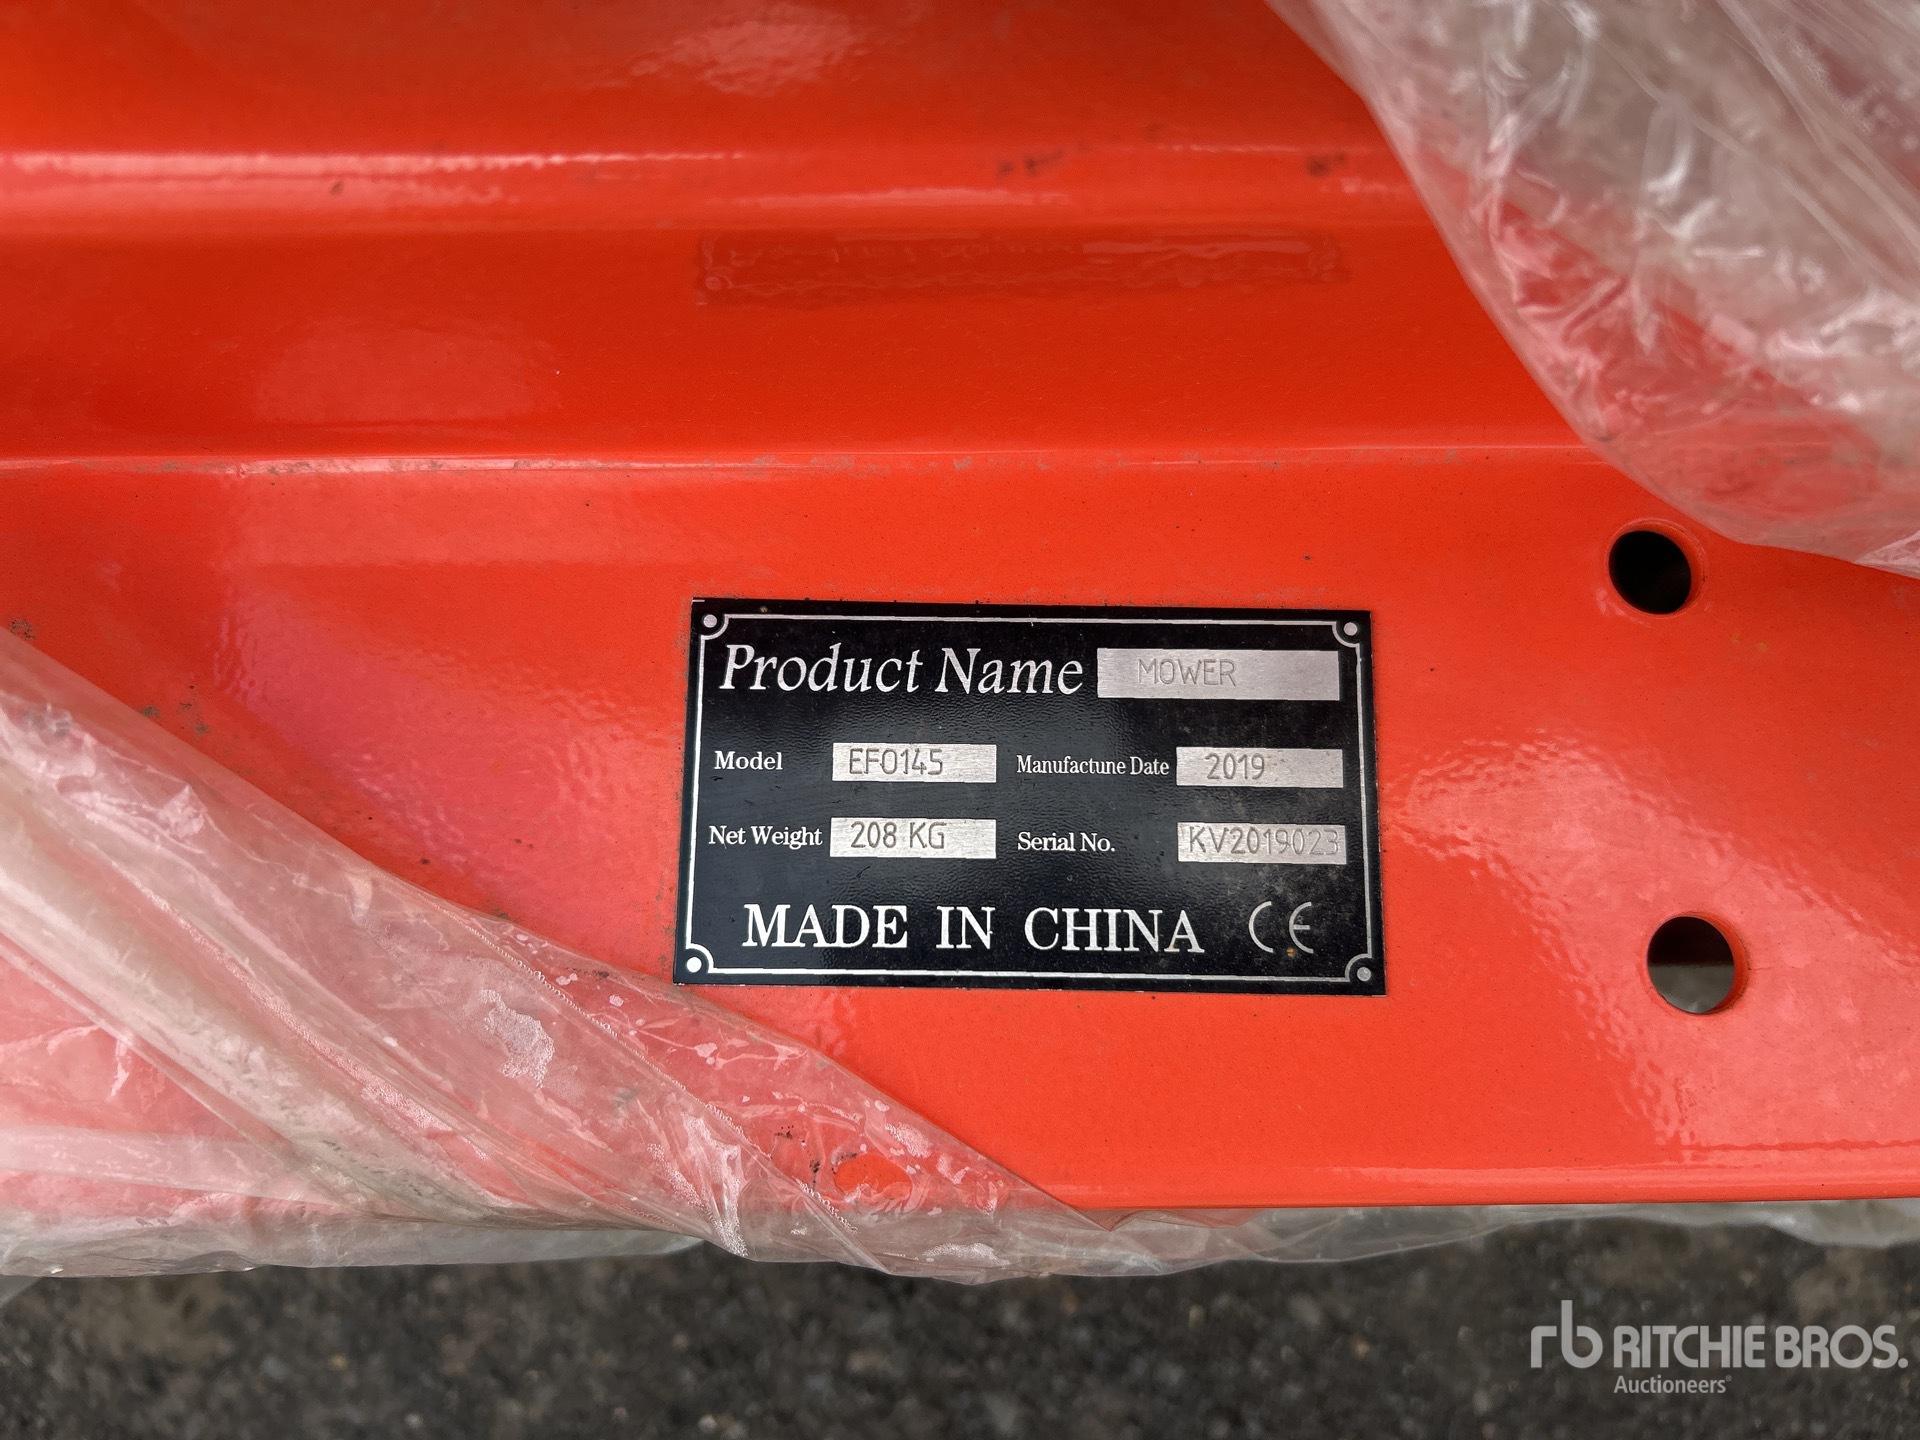 Product Name MOWER
Model EF0145 Manufactune Date 2019
Net Weight 208 KG Serial No. KV2019023
MADE IN CHINA CE
rb RITCHIE BROS.
Auctioneers®